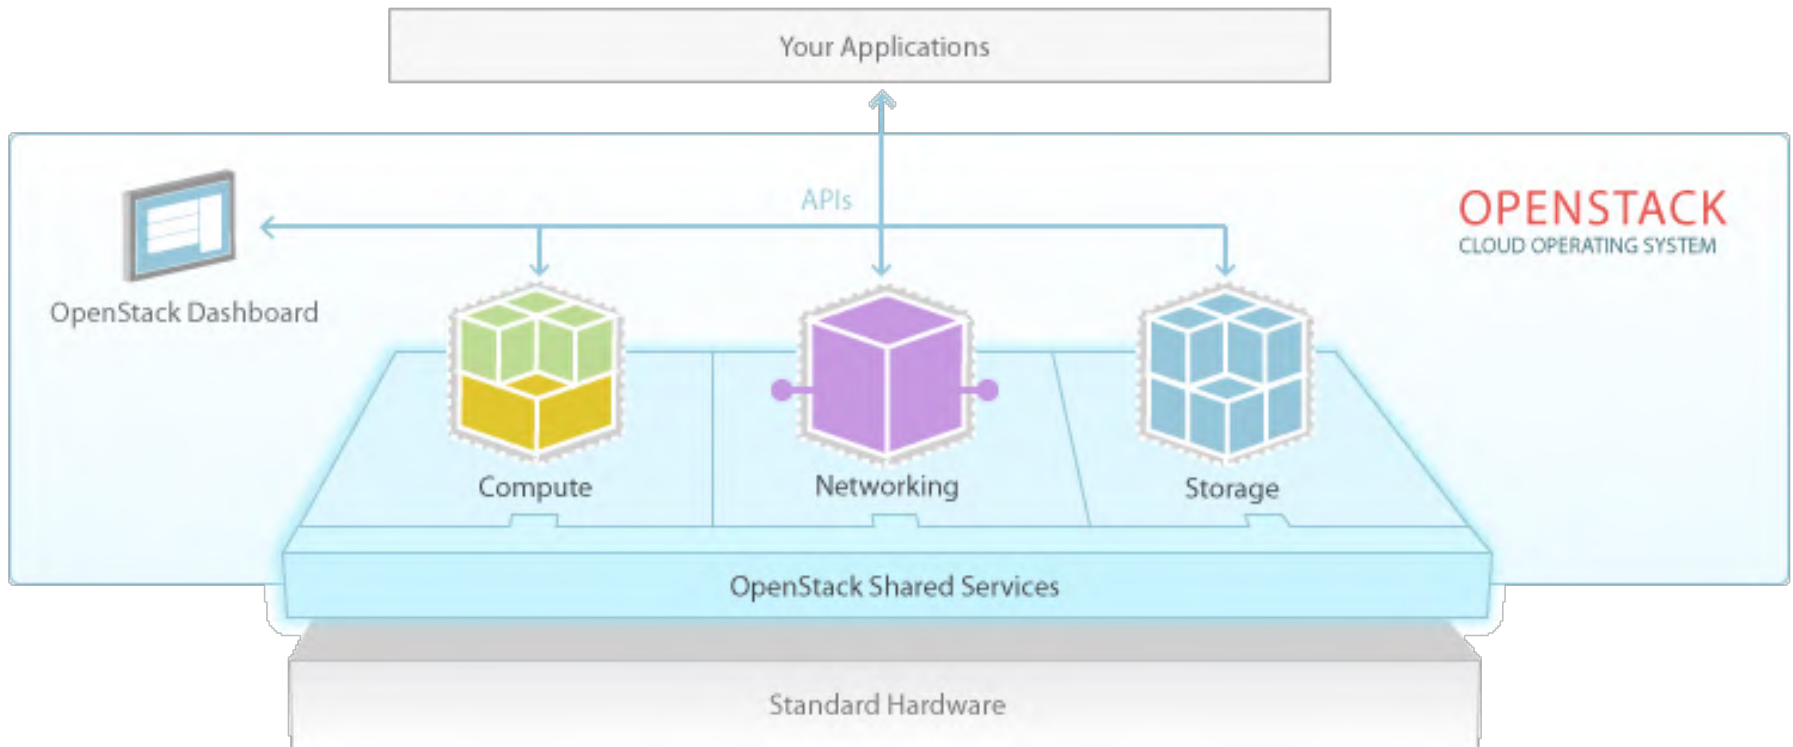 Your Applications
APIs
OPENSTACK
CLOUD OPERATING SYSTEM
OpenStack Dashboard
Compute
Networking
Storage
OpenStack Shared Services
Standard Hardware